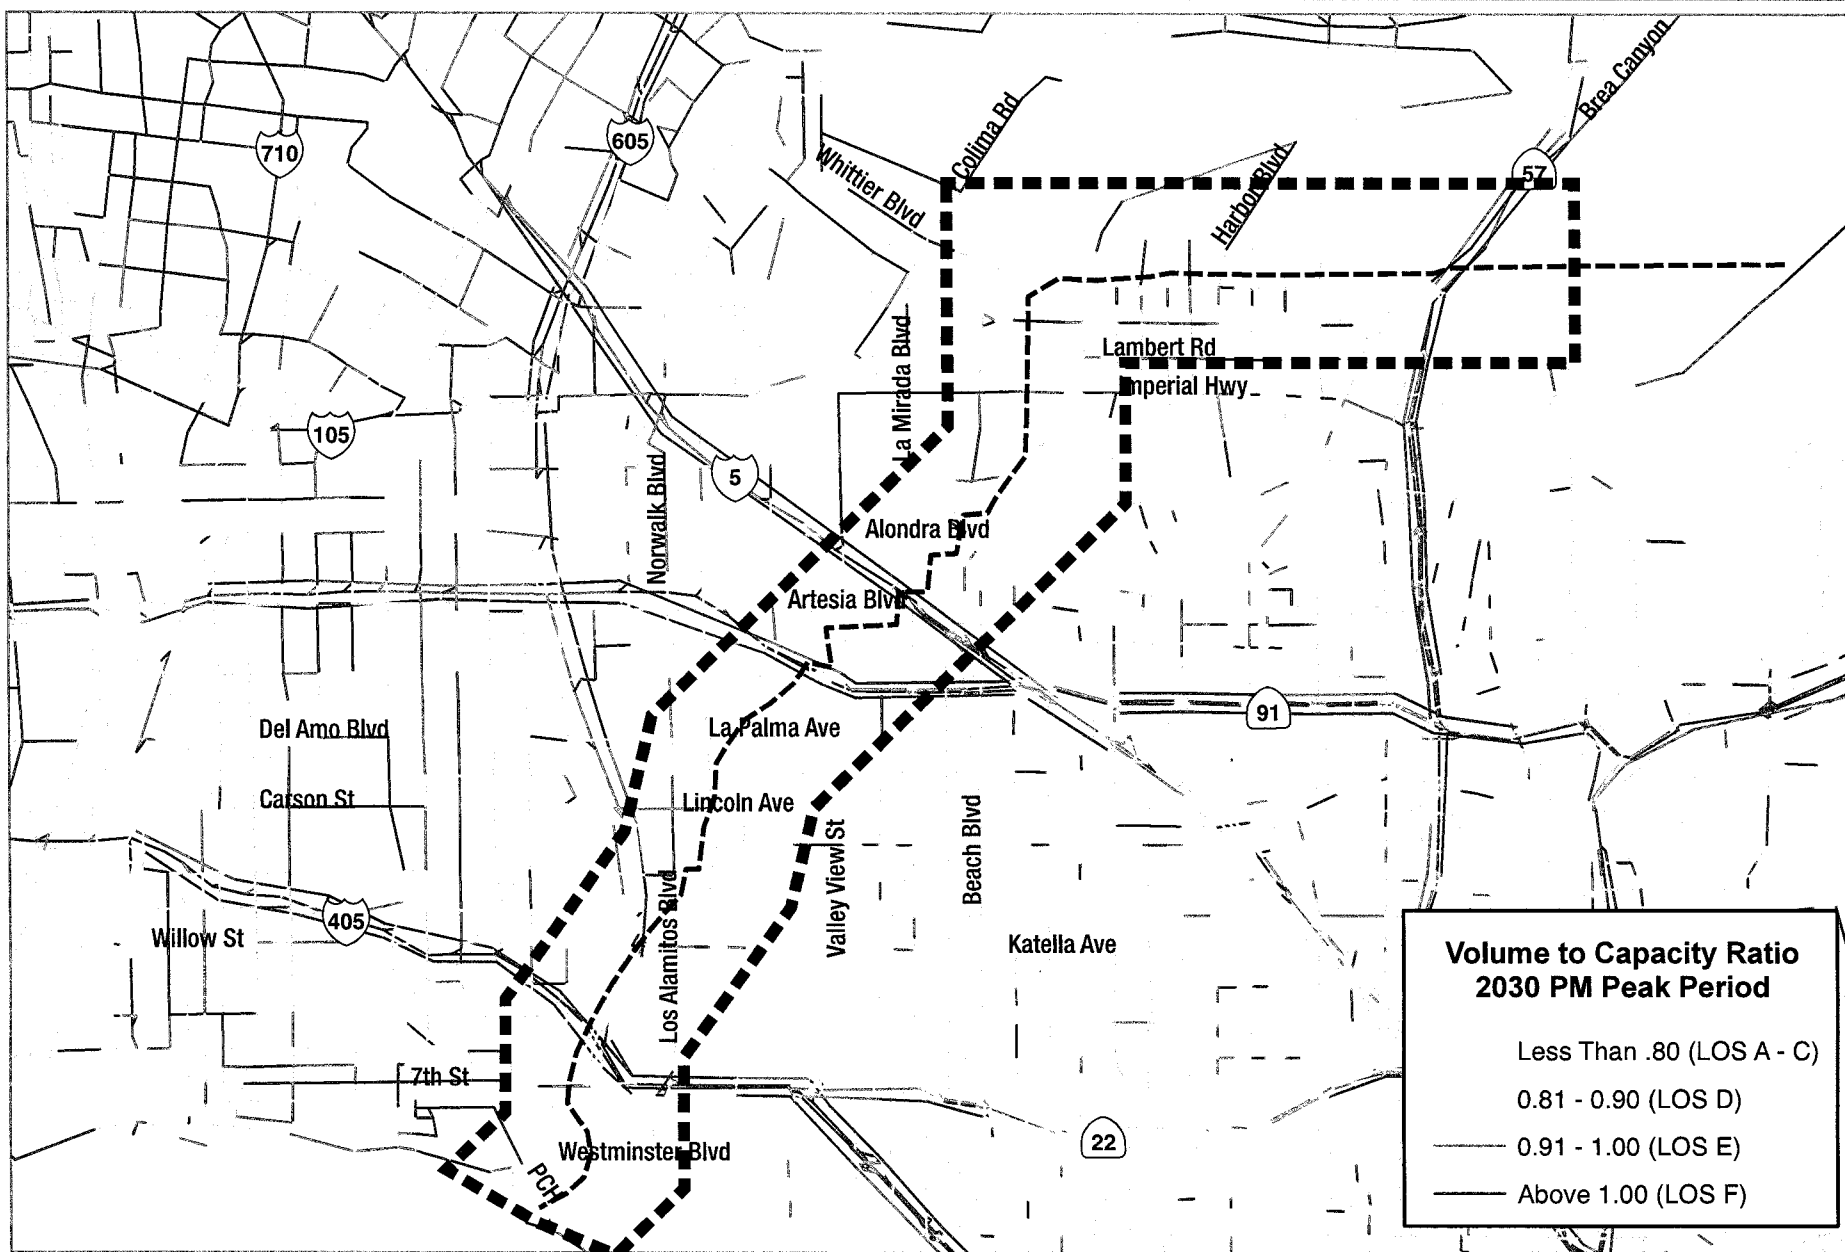 Brea Canyon
Colima Rd
605
710
Whittier Blvd
57
Harbor Blvd
La Mirada Blvd
Lambert Rd
Imperial Hwy
105
5
Norwalk Blvd
Alondra Blvd
Artesia Blvd
Del Amo Blvd
La Palma Ave
91
Carson St
Lincoln Ave
Valley View St
Beach Blvd
405
Willow St
Los Alamitos Blvd
Katella Ave
7th St
Westminster Blvd
PCH
22
Volume to Capacity Ratio
2030 PM Peak Period
Less Than .80 (LOS A - C)
0.81 - 0.90 (LOS D)
0.91 - 1.00 (LOS E)
Above 1.00 (LOS F)